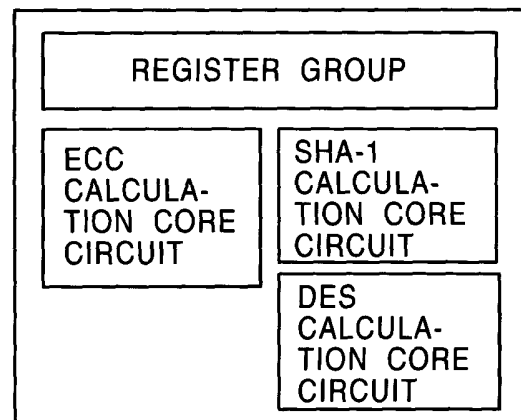 REGISTER GROUP
ECC
CALCULA-
TION CORE
CIRCUIT
SHA-1
CALCULA-
TION CORE
CIRCUIT
DES
CALCULA-
TION CORE
CIRCUIT